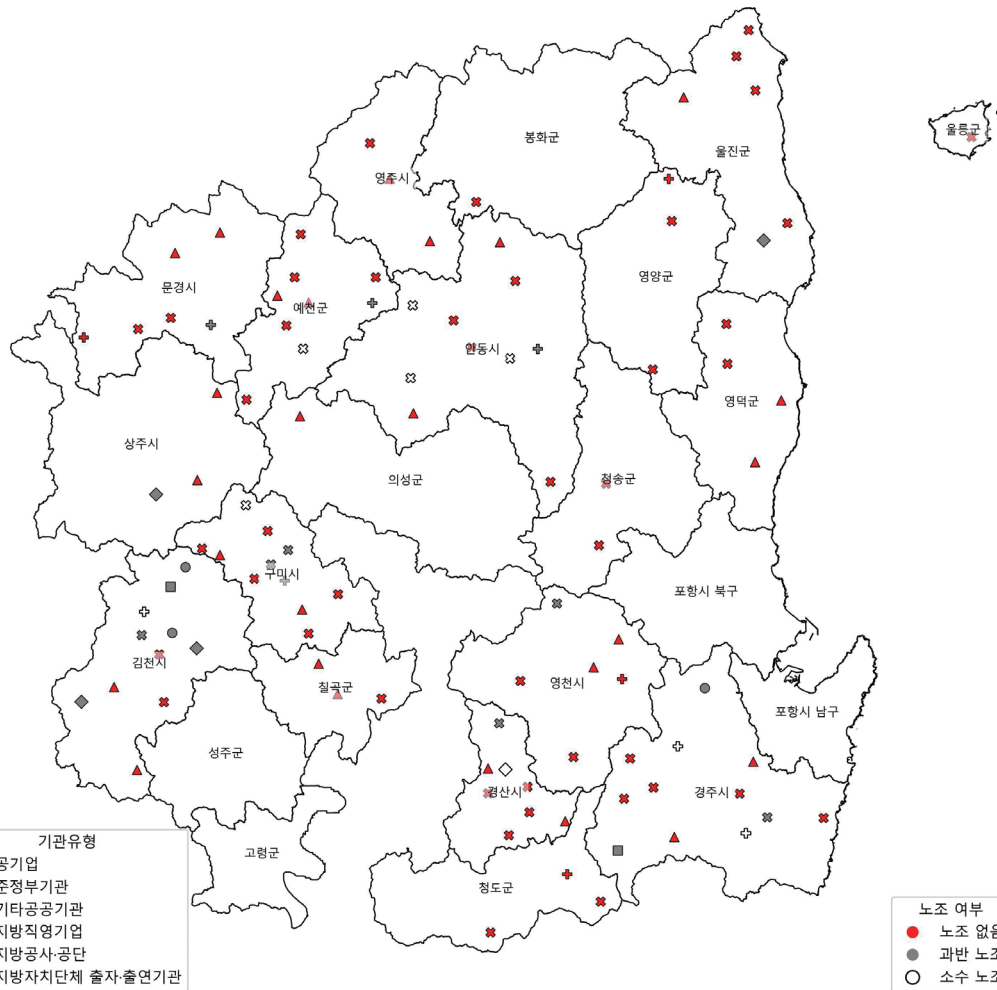 봉화군
울릉군
울진군
영주시
영양군
문경시
예천군
안동시
영덕군
상주시
의성군
청송군
구미시
포항시 북구
김천시
칠곡군
영천시
포항시 남구
성주군
경산시
경주시
고령군
청도군
기관유형
공기업
준정부기관
기타공공기관
지방직영기업
지방공사·공단
지방자치단체 출자·출연기관
노조 여부
노조 없음
과반 노조
소수 노조